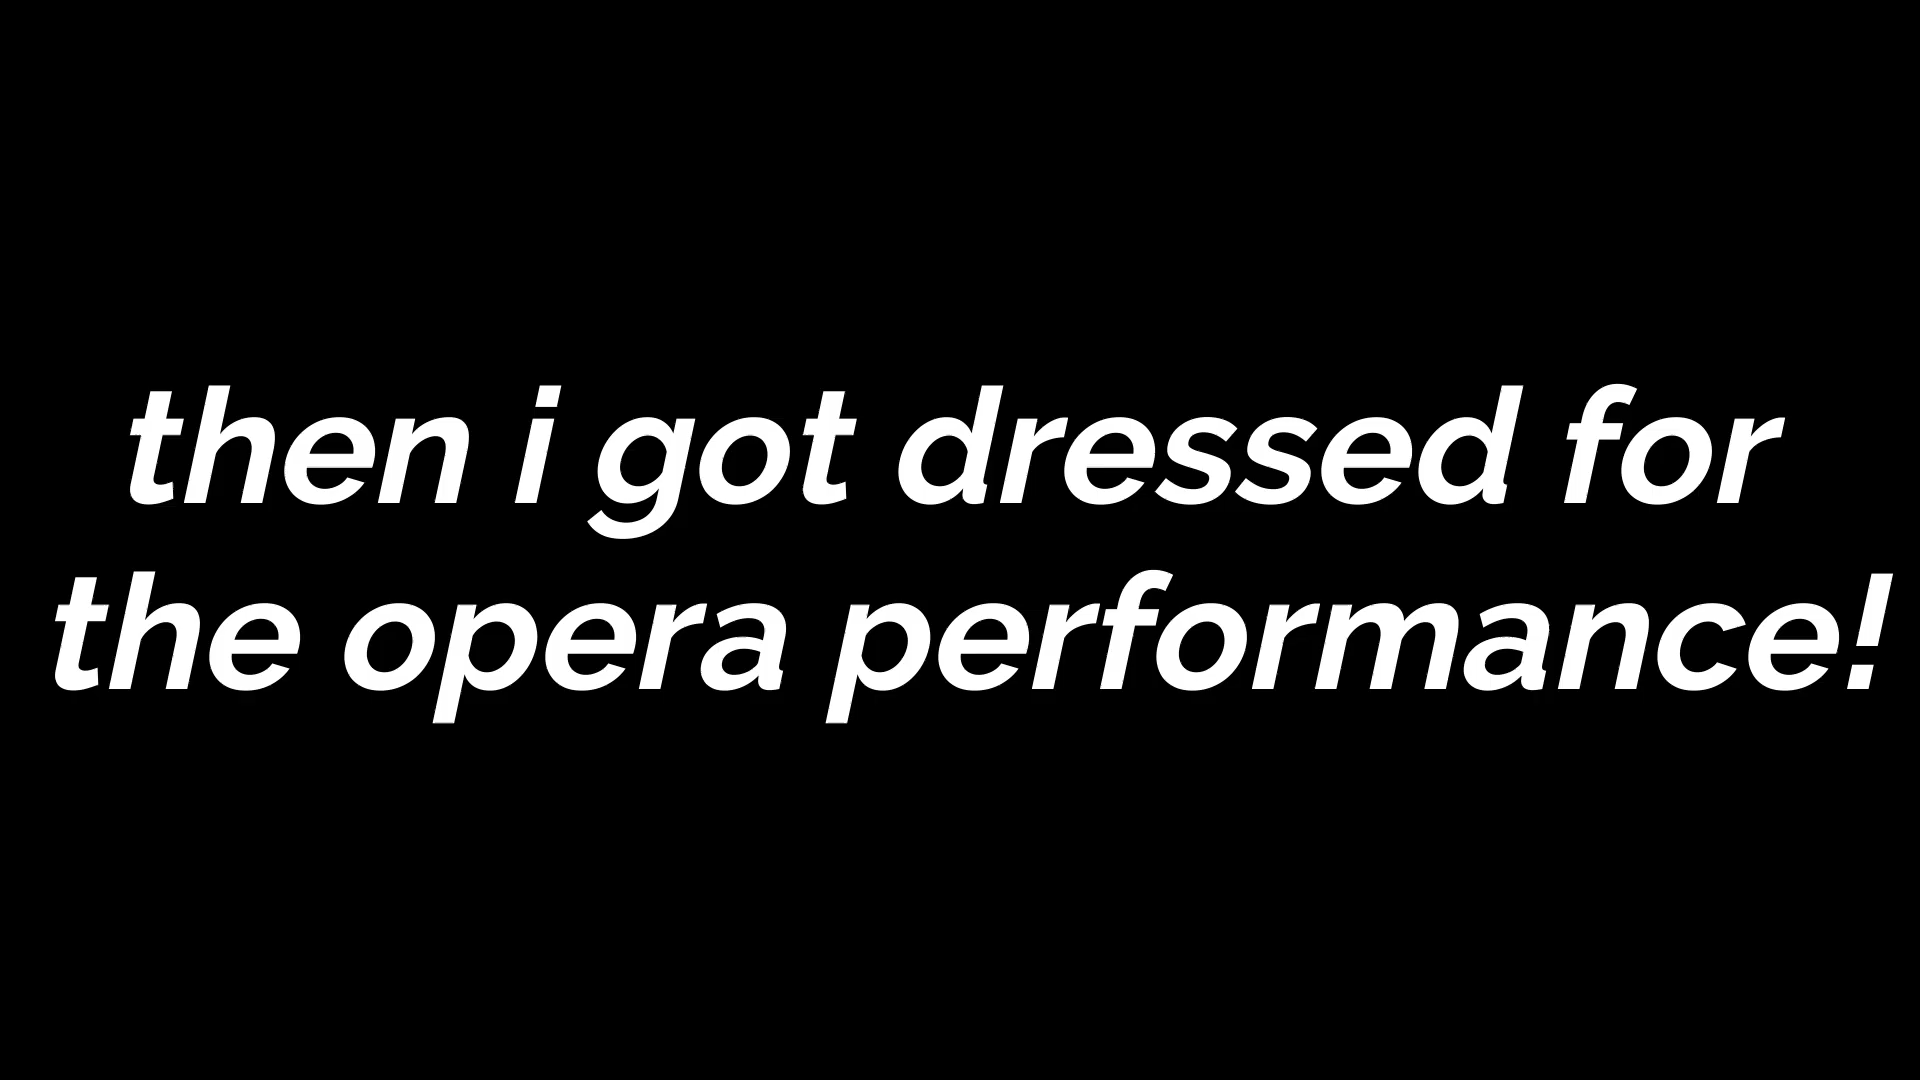 then i got dressed for
the opera performance!